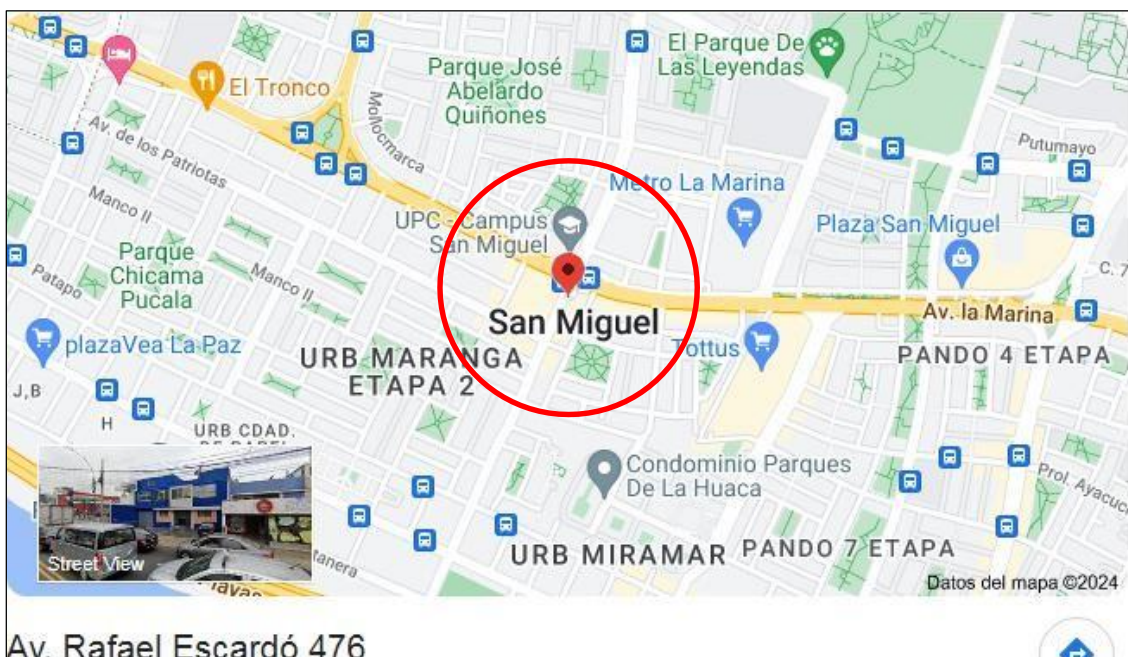 El Parque De
Las Leyendas
Parque José
Abelardo
Quiñones
El Tronco
Mollocmarca
Putumayo
Av. de los Patriotas
Metro La Marina
Manco II
UPC - Campus
San Miguel
Plaza San Miguel
Parque
Chicama
Pucala
Patapo
Manco II
C. 7
San Miguel
Av. la Marina
plazaVea La Paz
URB MARANGA
ETAPA 2
Tottus
PANDO 4 ETAPA
J,B
H
URB CDAD.
Condominio Parques
De La Huaca
Prol. Ayacuc
Street View
URB MIRAMAR
PANDO 7 ETAPA
tanera
Datos del mapa ©2024
Av. Rafael Escardó 476